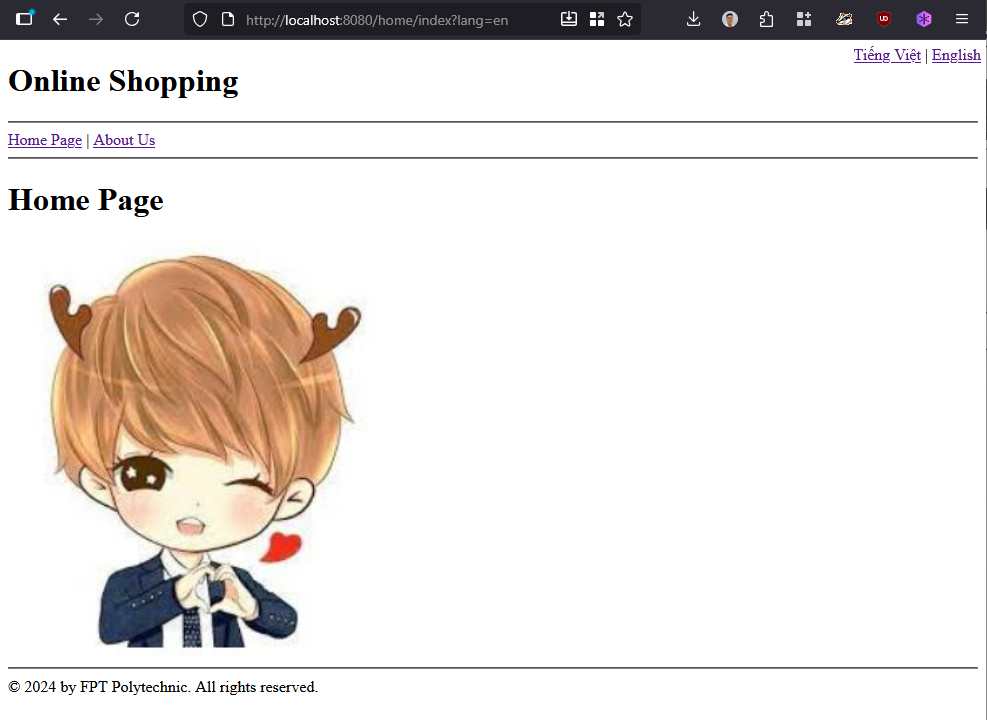 http://localhost:8080/home/index?lang=en
Tiếng Việt | English
Online Shopping
Home Page | About Us
Home Page
© 2024 by FPT Polytechnic. All rights reserved.